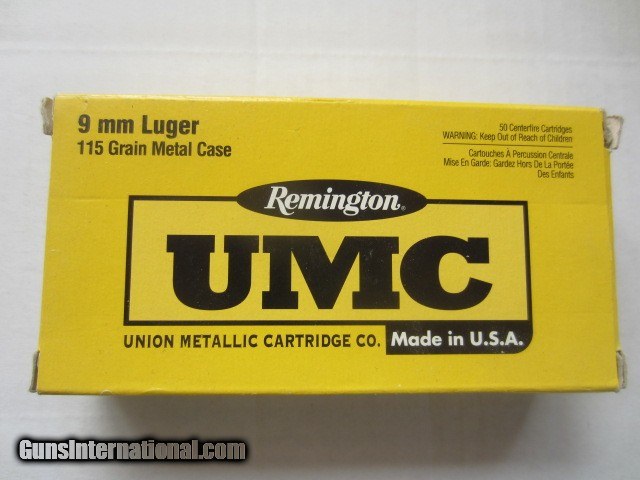 9 mm Luger
115 Grain Metal Case
50 Centerfire Cartridges
WARNING: Keep Out of Reach of Children
Cartouches À Percussion Centrale
Mise En Garde: Gardez Hors De La Portée
Des Enfants
Remington®
UMC
UNION METALLIC CARTRIDGE CO.
Made in U.S.A.
GunsInternational.com